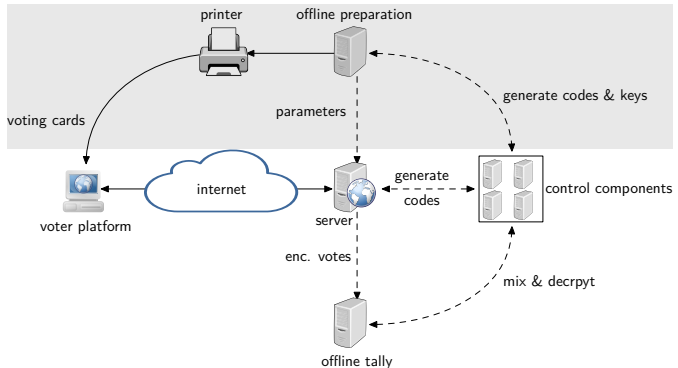 printer
offline preparation
generate codes & keys
parameters
voting cards
internet
generate
codes
control components
server
voter platform
enc. votes
mix & decrpyt
offline tally